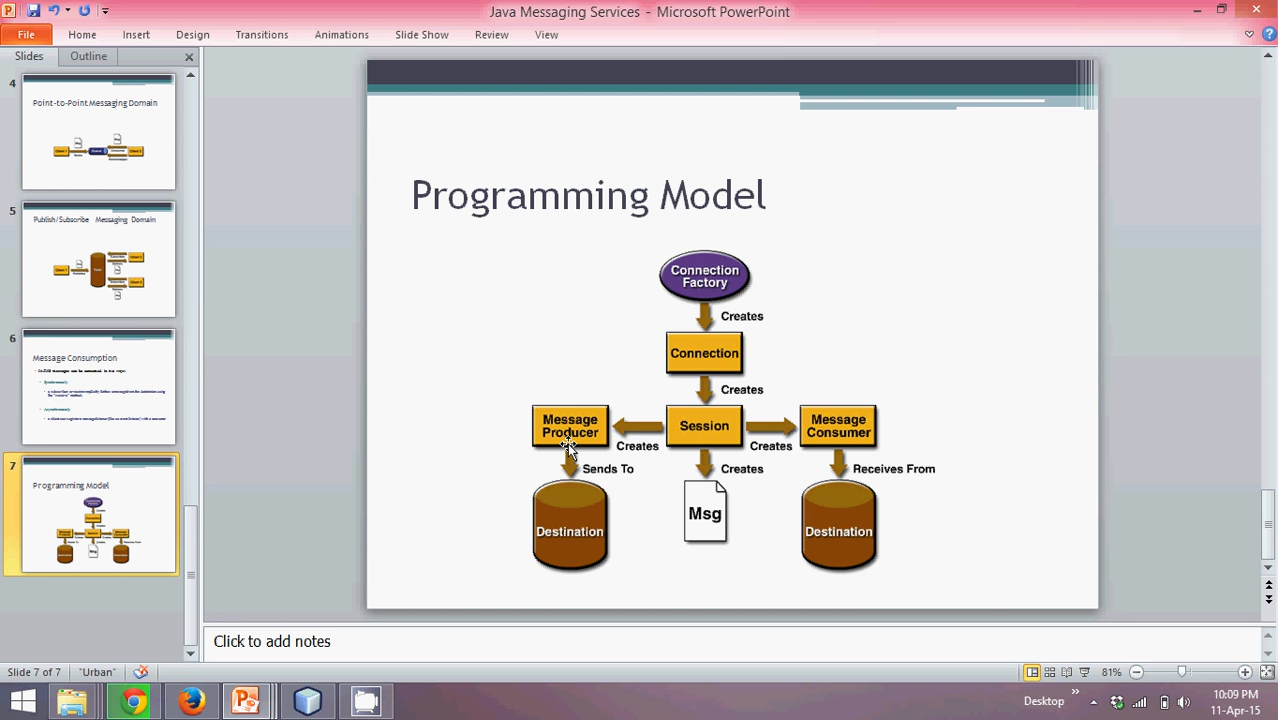 Java Messaging Services - Microsoft PowerPoint
File Home Insert Design Transitions Animations Slide Show Review View
Slides Outline
4
Point-to-Point Messaging Domain
5
Publish/Subscribe Messaging Domain
6
Message Consumption
7
Programming Model
Programming Model
Connection
Factory
Creates
Connection
Creates
Message
Producer
Session
Message
Consumer
Creates
Creates
Sends To
Creates
Receives From
Destination
Msg
Destination
Click to add notes
Slide 7 of 7
"Urban"
81%
Desktop
10:09 PM
11-Apr-15